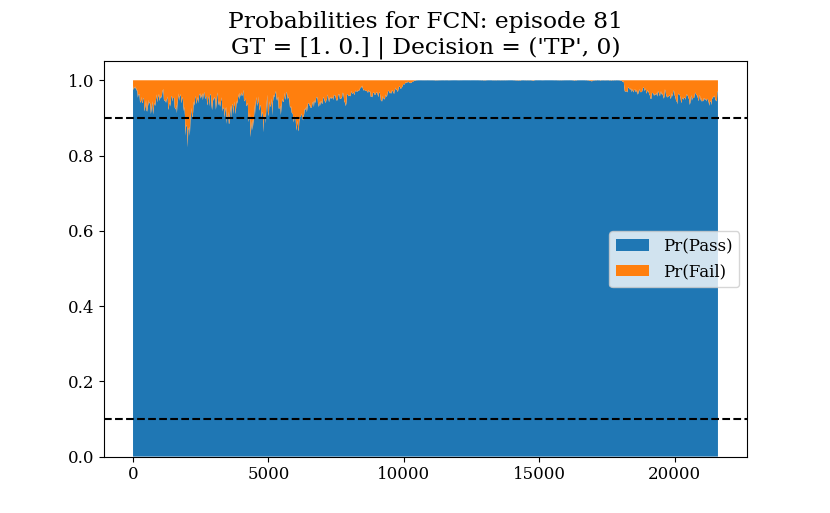 Probabilities for FCN: episode 81
GT = [1. 0.] | Decision = ('TP', 0)
1.0
0.8
0.6
0.4
0.2
0.0
Pr(Pass)
Pr(Fail)
0
5000
10000
15000
20000